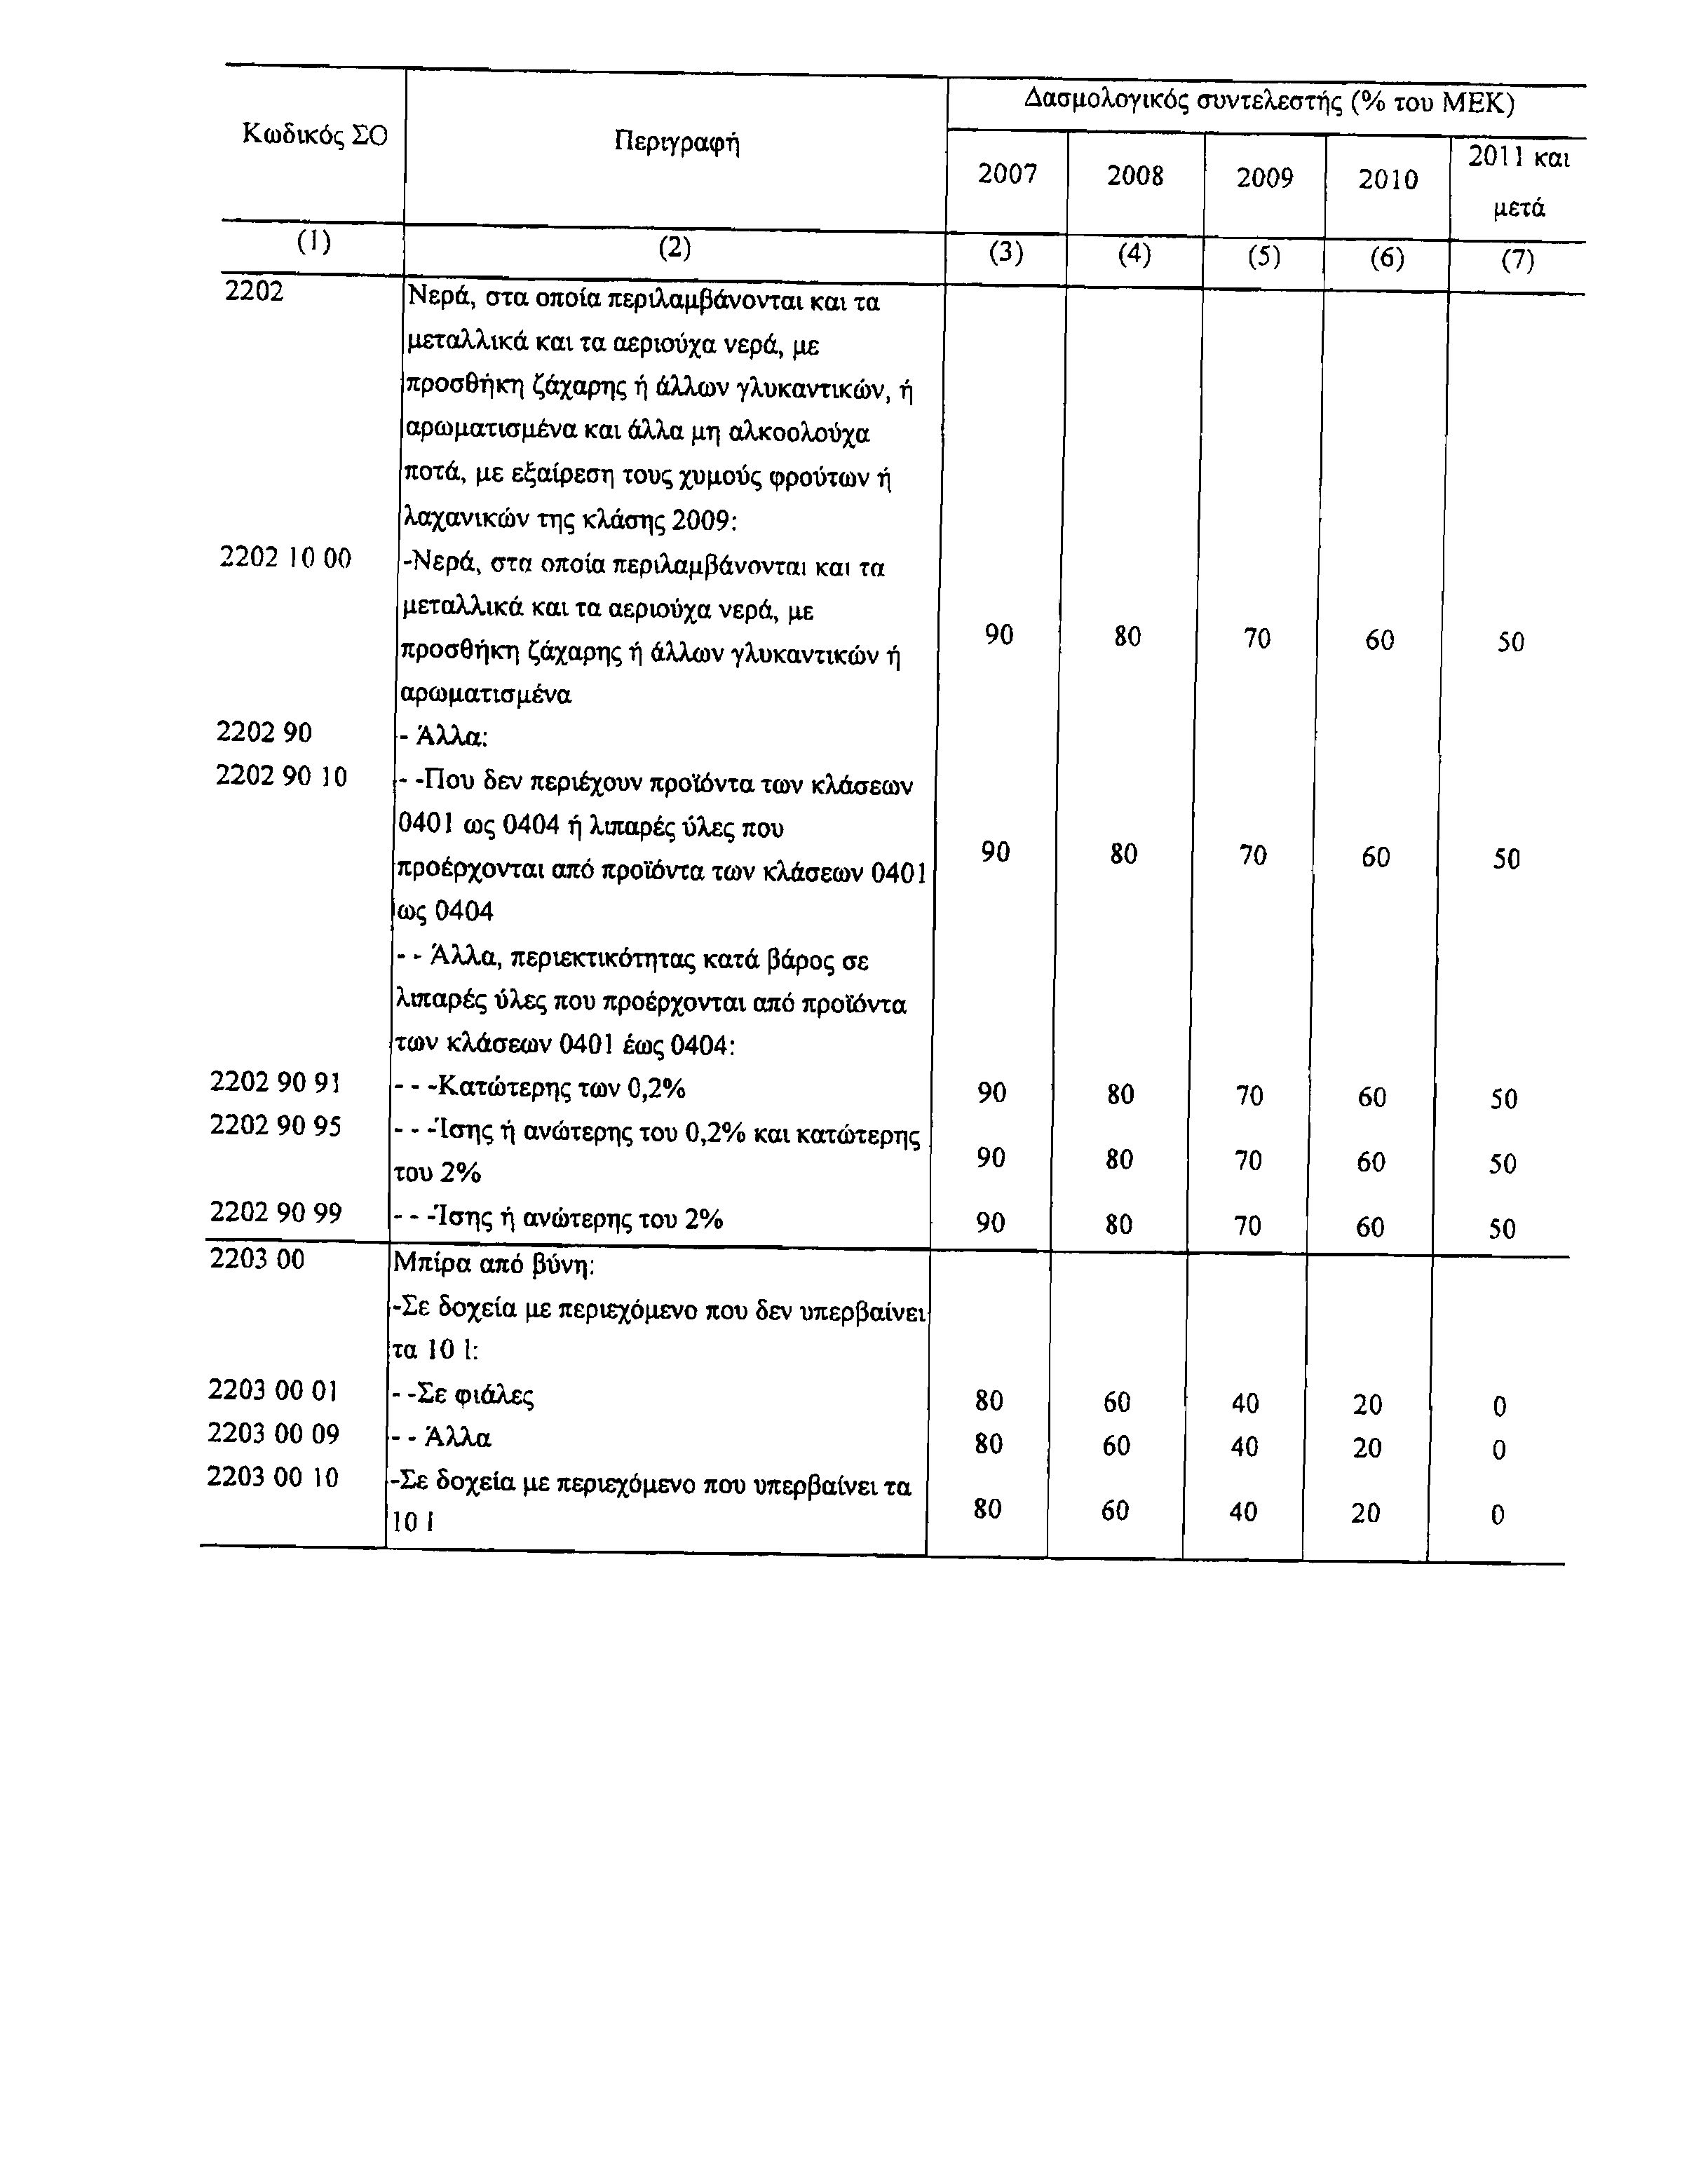 Κωδικός ΣΟ Περιγραφή Δασμολογικός συντελεστής (% του ΜΕΚ)
2007 2008 2009 2010 2011 και μετά
(1) (2) (3) (4) (5) (6) (7)
2202 Νερά, στα οποία περιλαμβάνονται και τα
μεταλλικά και τα αεριούχα νερά, με
προσθήκη ζάχαρης ή άλλων γλυκαντικών, ή
αρωματισμένα και άλλα μη αλκοολούχα
ποτά, με εξαίρεση τους χυμούς φρούτων ή
λαχανικών της κλάσης 2009:
2202 10 00 -Νερά, στα οποία περιλαμβάνονται και τα
μεταλλικά και τα αεριούχα νερά, με
προσθήκη ζάχαρης ή άλλων γλυκαντικών ή 90 80 70 60 50
αρωματισμένα
2202 90 - Άλλα:
2202 90 10 - -Που δεν περιέχουν προϊόντα των κλάσεων
0401 ως 0404 ή λιπαρές ύλες που
προέρχονται από προϊόντα των κλάσεων 0401 90 80 70 60 50
ως 0404
- - Άλλα, περιεκτικότητας κατά βάρος σε
λιπαρές ύλες που προέρχονται από προϊόντα
των κλάσεων 0401 έως 0404:
2202 90 91 - - -Κατώτερης των 0,2% 90 80 70 60 50
2202 90 95 - - -Ίσης ή ανώτερης του 0,2% και κατώτερης
του 2% 90 80 70 60 50
2202 90 99 - - -Ίσης ή ανώτερης του 2% 90 80 70 60 50
2203 00 Μπίρα από βύνη:
-Σε δοχεία με περιεχόμενο που δεν υπερβαίνει
τα 10 l:
2203 00 01 - -Σε φιάλες 80 60 40 20 0
2203 00 09 - - Άλλα 80 60 40 20 0
2203 00 10 -Σε δοχεία με περιεχόμενο που υπερβαίνει τα
10 l 80 60 40 20 0